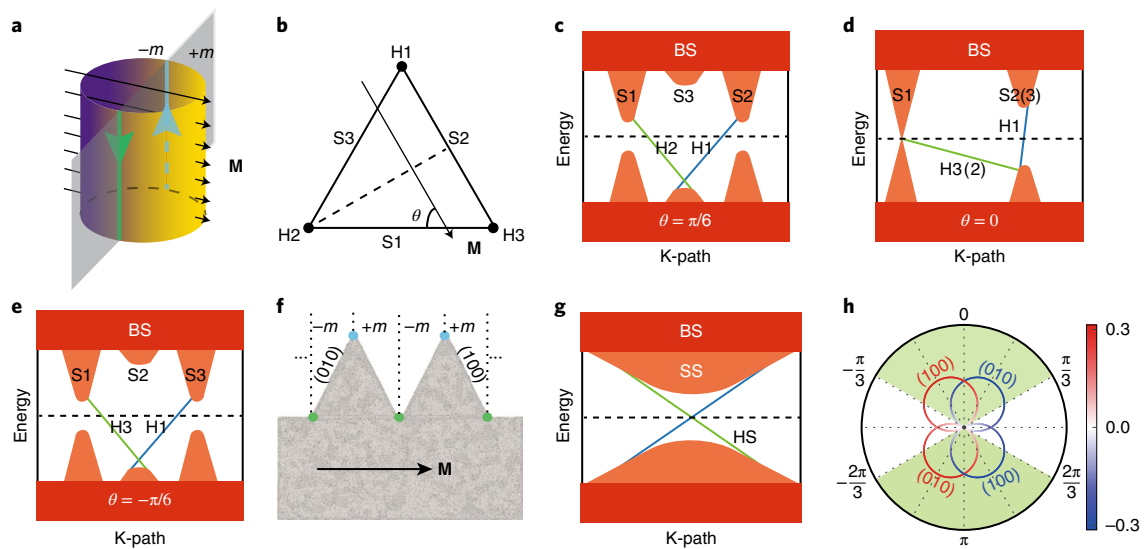 a
−m
+m
M
b
H1
S3
S2
θ
H2
S1
M
H3
c
BS
S1
S3
S2
H2
H1
θ = π/6
Energy
K-path
d
BS
S1
S2(3)
H1
H3(2)
θ = 0
Energy
K-path
e
BS
S1
S2
S3
H3
H1
θ = −π/6
Energy
K-path
f
−m
+m
−m
+m
...
(010)
(100)
...
M
g
BS
SS
HS
Energy
K-path
h
0
−π/3
π/3
(100)
(010)
(010)
(100)
−2π/3
2π/3
π
0.3
0.0
−0.3